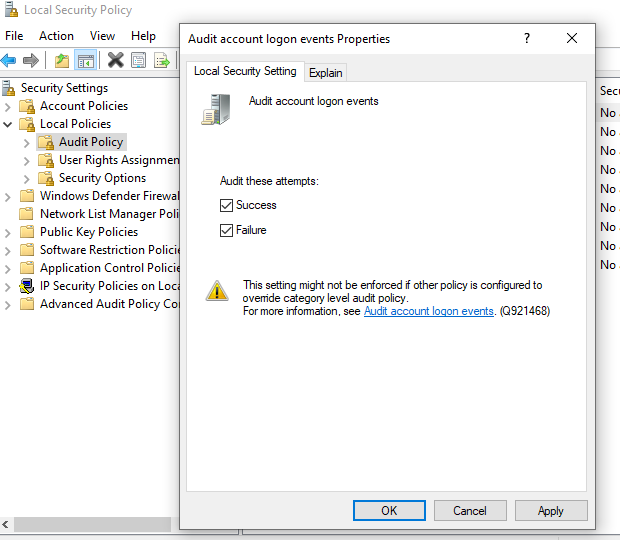 Local Security Policy
File Action View Help
Security Settings
Account Policies
Local Policies
Audit Policy
User Rights Assignmen
Security Options
Windows Defender Firewal
Network List Manager Poli
Public Key Policies
Software Restriction Policie
Application Control Policie
IP Security Policies on Loca
Advanced Audit Policy Co
Audit account logon events Properties
?
Local Security Setting Explain
Audit account logon events
Audit these attempts:
Success
Failure
This setting might not be enforced if other policy is configured to
override category level audit policy.
For more information, see Audit account logon events. (Q921468)
OK Cancel Apply
Secu
No
No
No
No
No
No
No
No
No